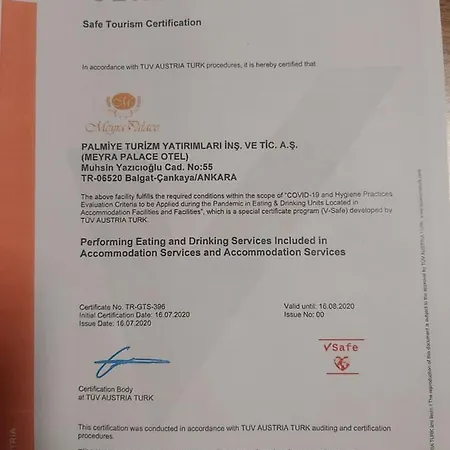 Safe Tourism Certification
In accordance with TUV AUSTRIA TURK procedures, it is hereby certified that
Meyra Palace
PALMİYE TURİZM YATIRIMLARI İNŞ. VE TİC. A.Ş.
(MEYRA PALACE OTEL)
Muhsin Yazıcıoğlu Cad. No:55
TR-06520 Balgat-Çankaya/ANKARA
The above facility fulfills the required conditions within the scope of "COVID-19 and Hygiene Practices
Evaluation Criteria to be Applied during the Pandemic in Eating & Drinking Units Located in
Accommodation Facilities and Facilities", which is a special certificate program (V-Safe) developed by
TÜV AUSTRIA TURK.
Performing Eating and Drinking Services Included in
Accommodation Services and Accommodation Services
Certificate No. TR-GTS-396
Initial Certification Date: 16.07.2020
Issue Date: 16.07.2020
Valid until: 16.08.2020
Issue No: 00
VSafe
Certification Body
at TÜV AUSTRIA TURK
This certification was conducted in accordance with TUV AUSTRIA TURK auditing and certification
procedures.